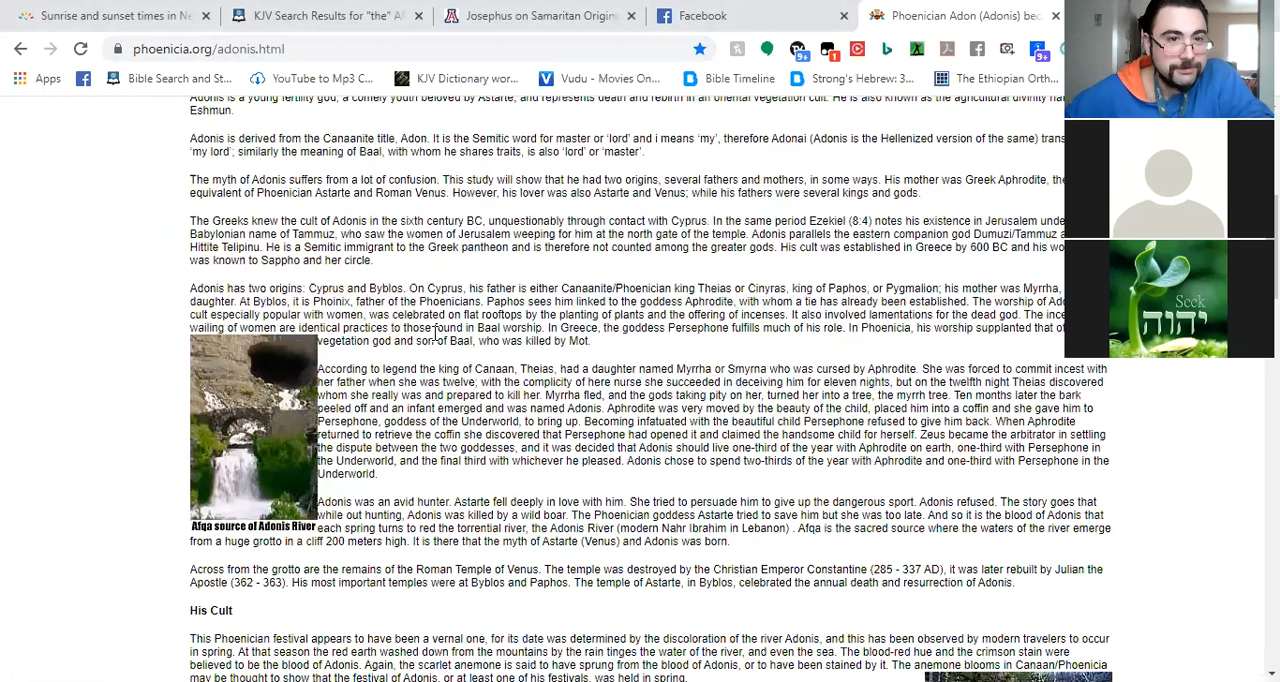 Sunrise and sunset times in Ne
KJV Search Results for "the" Af
Josephus on Samaritan Origins
Facebook
Phoenician Adon (Adonis) bec
phoenicia.org/adonis.html
9+
1
9+
Apps
Bible Search and St...
YouTube to Mp3 C...
KJV Dictionary wor...
Vudu - Movies On...
Bible Timeline
Strong's Hebrew: 3...
The Ethiopian Orth...
Adonis is a young fertility god, a comely youth beloved by Astarte, and represents death and rebirth in an oriental vegetation cult. He is also known as the agricultural divinity
Eshmun.
Adonis is derived from the Canaanite title, Adon. It is the Semitic word for master or 'lord' and i means 'my', therefore Adonai (Adonis is the Hellenized version of the same) trans
'my lord'; similarly the meaning of Baal, with whom he shares traits, is also 'lord' or 'master'.
The myth of Adonis suffers from a lot of confusion. This study will show that he had two origins, several fathers and mothers, in some ways. His mother was Greek Aphrodite, the
equivalent of Phoenician Astarte and Roman Venus. However, his lover was also Astarte and Venus; while his fathers were several kings and gods.
The Greeks knew the cult of Adonis in the sixth century BC, unquestionably through contact with Cyprus. In the same period Ezekiel (8:4) notes his existence in Jerusalem unde
Babylonian name of Tammuz, who saw the women of Jerusalem weeping for him at the north gate of the temple. Adonis parallels the eastern companion god Dumuzi/Tammuz a
Hittite Telipinu. He is a Semitic immigrant to the Greek pantheon and is therefore not counted among the greater gods. His cult was established in Greece by 600 BC and his wo
was known to Sappho and her circle.
Adonis has two origins: Cyprus and Byblos. On Cyprus, his father is either Canaanite/Phoenician king Theias or Cinyras, king of Paphos, or Pygmalion; his mother was Myrrha,
daughter. At Byblos, it is Phoinix, father of the Phoenicians. Paphos sees him linked to the goddess Aphrodite, with whom a tie has already been established. The worship of Ado
cult especially popular with women, was celebrated on flat roof-tops by the planting of plants and the offering of incenses. It also involved lamentations for the dead god. The ince
wailing of women are identical practices to those found in Baal worship. In Greece, the goddess Persephone fulfills much of his role. In Phoenicia, his worship supplanted that o
vegetation god and son of Baal, who was killed by Mot.
According to legend the king of Canaan, Theias, had a daughter named Myrrha or Smyrna who was cursed by Aphrodite. She was forced to commit incest with
her father when she was twelve; with the complicity of here nurse she succeeded in deceiving him for eleven nights, but on the twelfth night Theias discovered
whom she really was and prepared to kill her. Myrrha fled, and the gods taking pity on her, turned her into a tree, the myrrh tree. Ten months later the bark
peeled off and an infant emerged and was named Adonis. Aphrodite was very moved by the beauty of the child, placed him into a coffin and she gave him to
Persephone, goddess of the Underworld, to bring up. Becoming infatuated with the beautiful child Persephone refused to give him back. When Aphrodite
returned to retrieve the coffin she discovered that Persephone had opened it and claimed the handsome child for herself. Zeus became the arbitrator in settling
the dispute between the two goddesses, and it was decided that Adonis should live one-third of the year with Aphrodite on earth, one-third with Persephone in
the Underworld, and the final third with whichever he pleased. Adonis chose to spend two-thirds of the year with Aphrodite and one-third with Persephone in the
Underworld.
Adonis was an avid hunter. Astarte fell deeply in love with him. She tried to persuade him to give up the dangerous sport. Adonis refused. The story goes that
while out hunting, Adonis was killed by a wild boar. The Phoenician goddess Astarte tried to save him but she was too late. And so it is the blood of Adonis that
Afqa source of Adonis River
each spring turns to red the torrential river, the Adonis River (modern Nahr Ibrahim in Lebanon) . Afqa is the sacred source where the waters of the river emerge
from a huge grotto in a cliff 200 meters high. It is there that the myth of Astarte (Venus) and Adonis was born.
Across from the grotto are the remains of the Roman Temple of Venus. The temple was destroyed by the Christian Emperor Constantine (285 - 337 AD), it was later rebuilt by Julian the
Apostle (362 - 363). His most important temples were at Byblos and Paphos. The temple of Astarte, in Byblos, celebrated the annual death and resurrection of Adonis.
His Cult
This Phoenician festival appears to have been a vernal one, for its date was determined by the discoloration of the river Adonis, and this has been observed by modern travelers to occur
in spring. At that season the red earth washed down from the mountains by the rain tinges the water of the river, and even the sea. The blood-red hue and the crimson stain were
believed to be the blood of Adonis. Again, the scarlet anemone is said to have sprung from the blood of Adonis, or to have been stained by it. The anemone blooms in Canaan/Phoenicia
may be thought to show that the festival of Adonis, or at least one of his festivals, was held in spring.
Seek
יהוה